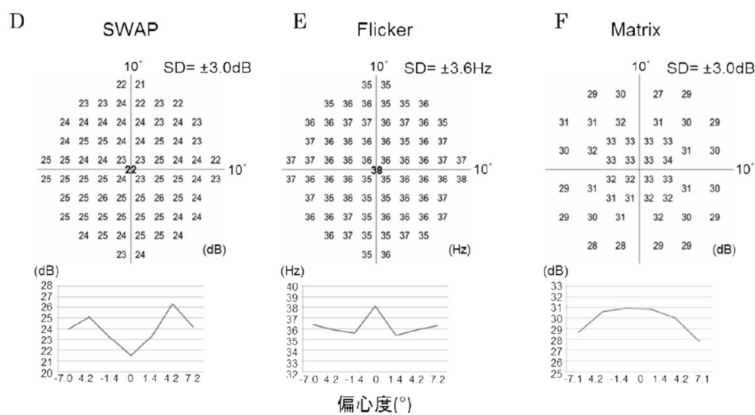 D
SWAP
10°
SD= ±3.0dB
22 21
23 23 24 22 23 22
24 23 24 24 23 24 23 24
24 25 24 24 23 25 24 24
25 25 24 24 23 23 25 24 24 22
10°
22
25 25 25 24 24 23 25 25 24 23
25 26 25 25 24 25 25 25
25 25 25 24 24 25 25 24
24 25 24 25 25 24
23 24
(dB)
(dB)
28
27
26
25
24
23
22
21
20
-7.0 4.2 -1.4 0 1.4 4.2 7.2
E
Flicker
10°
SD= ±3.6Hz
35 35
35 36 36 35 35 36
37 36 36 37 36 36 36 35
37 36 36 36 35 36 36 37
37 37 36 36 36 36 36 36 37 37
10°
38
37 36 36 36 35 35 36 36 36 38
36 37 36 36 35 36 36 37
36 36 37 36 36 36 37 36
36 37 35 35 37 35
35 36
(Hz)
(Hz)
40
39
38
37
36
35
34
33
32
-7.0 4.2 -1.4 0 1.4 4.2 7.2
偏心度(°)
F
Matrix
10°
SD= ±3.0dB
29 30 27 29
31 31 32 31 30 29
33 33 33 33
30 32 31 30
33 33 33 34
10°
32 32 33 33
29 31 30 29
31 31 32 32
29 30 31 32 30 29
28 28 29 29
(dB)
(dB)
33
32
31
30
29
28
27
26
25
-7.1 4.2 -1.4 0 1.4 4.2 7.1